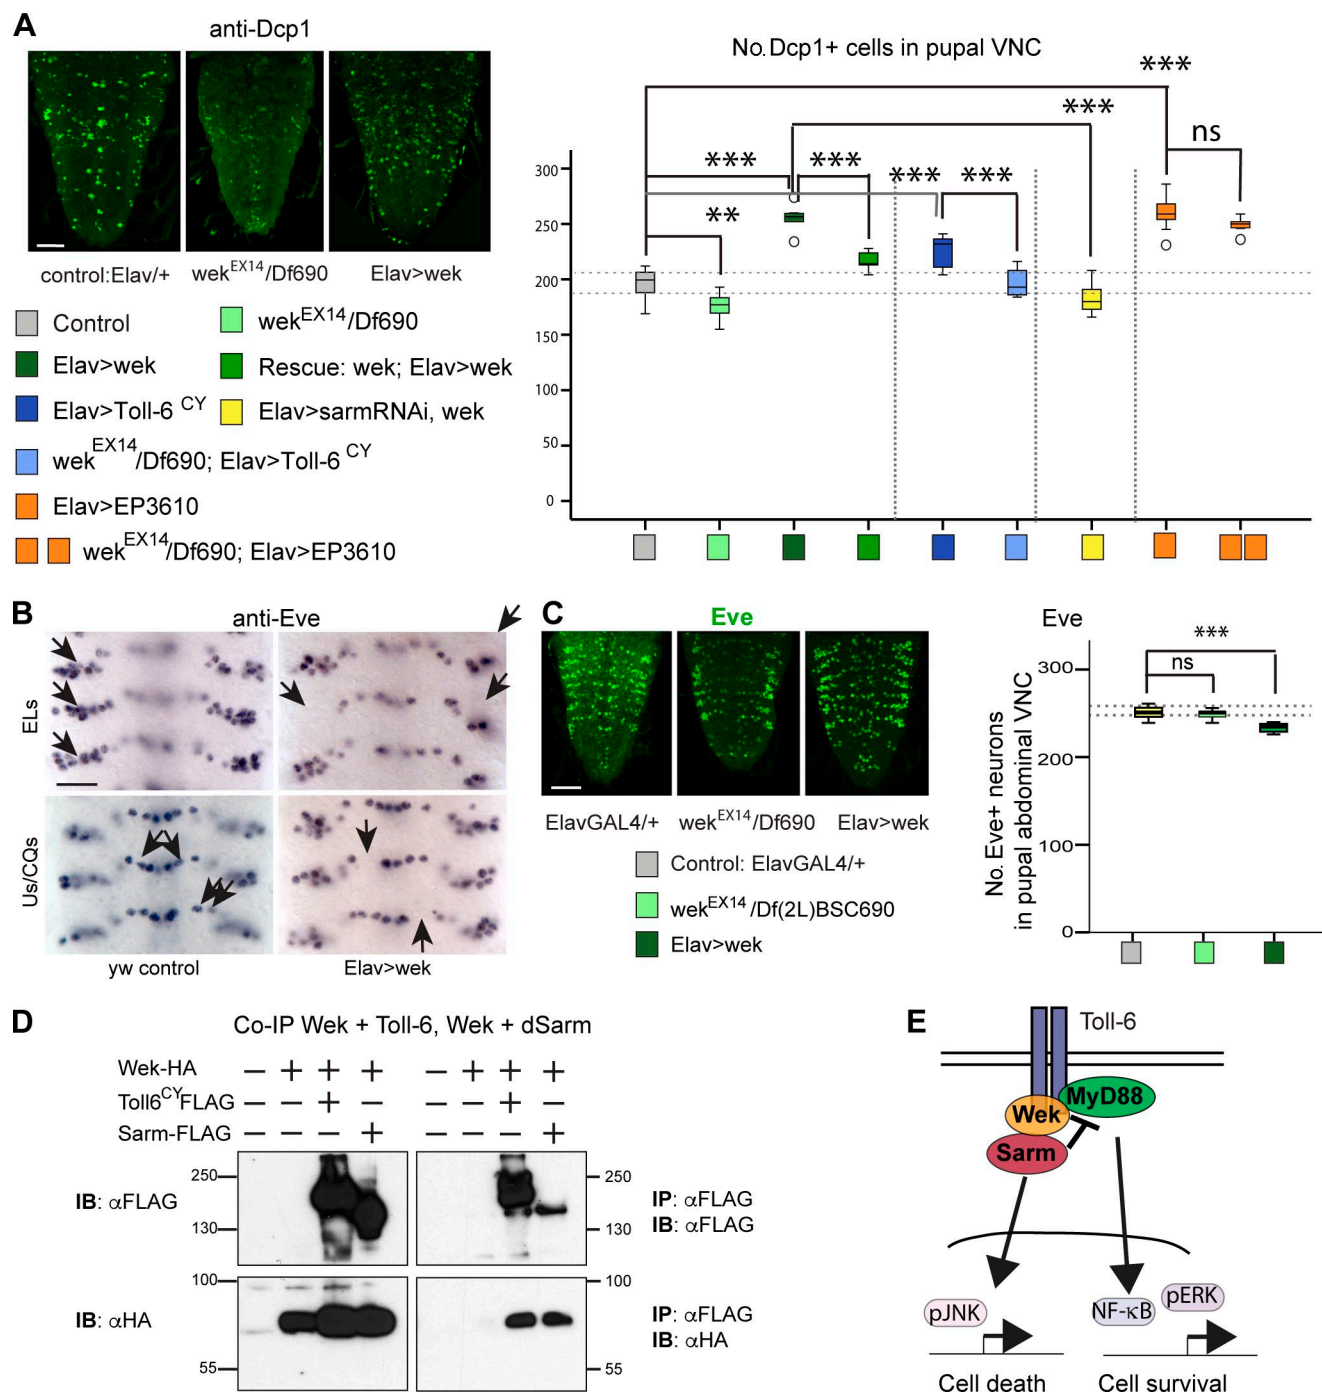 A
anti-Dcp1
control:Elav/+
wekEX14/Df690
Elav>wek
Control
wekEX14/Df690
Elav>wek
Rescue: wek; Elav>wek
Elav>Toll-6 CY
Elav>sarmRNAi, wek
wekEX14/Df690; Elav>Toll-6 CY
Elav>EP3610
wekEX14/Df690; Elav>EP3610
No. Dcp1+ cells in pupal VNC
***
***
ns
***
***
***
***
**
300
250
200
150
100
50
0
B
anti-Eve
ELs
Us/CQs
yw control
Elav>wek
C
Eve
ElavGAL4/+
wekEX14/Df690
Elav>wek
Control: ElavGAL4/+
wekEX14/Df(2L)BSC690
Elav>wek
Eve
***
ns
No. Eve+ neurons
in pupal abdominal VNC
300
200
100
0
D
Co-IP Wek + Toll-6, Wek + dSarm
Wek-HA − + + + − + + +
Toll6CYFLAG − − + − − − + −
Sarm-FLAG − − − + − − − +
IB: αFLAG
250
130
250
130
IP: αFLAG
IB: αFLAG
IB: αHA
100
55
100
55
IP: αFLAG
IB: αHA
E
Toll-6
MyD88
Wek
Sarm
pJNK
NF-κB
pERK
Cell death
Cell survival